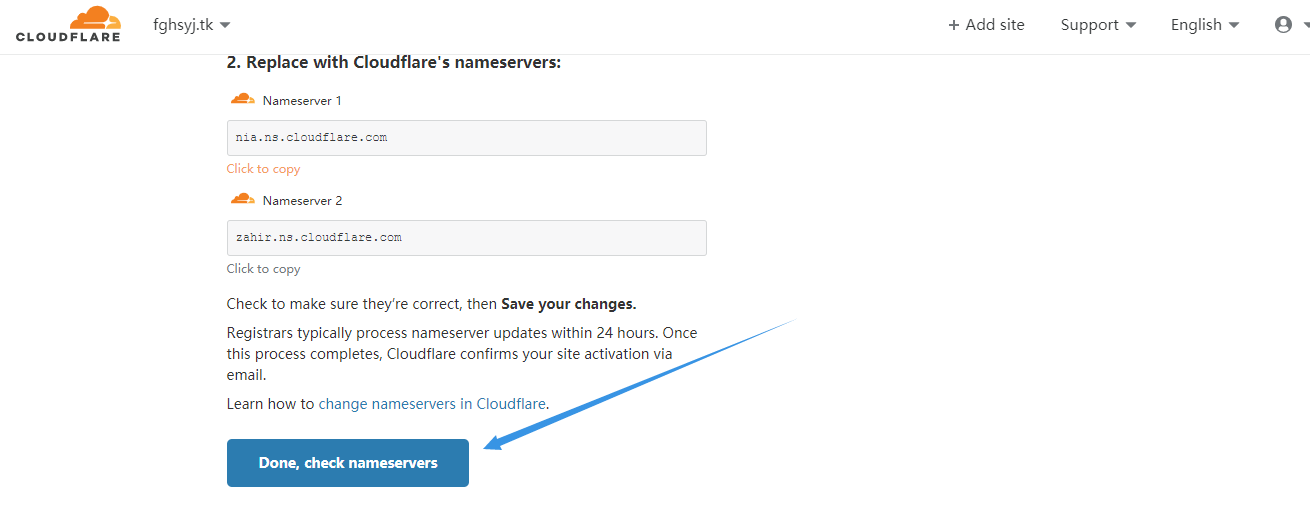 CLOUDFLARE
fghsyj.tk
+ Add site
Support
English
2. Replace with Cloudflare's nameservers:
Nameserver 1
nia.ns.cloudflare.com
Click to copy
Nameserver 2
zahir.ns.cloudflare.com
Click to copy
Check to make sure they’re correct, then Save your changes.
Registrars typically process nameserver updates within 24 hours. Once
this process completes, Cloudflare confirms your site activation via
email.
Learn how to change nameservers in Cloudflare.
Done, check nameservers